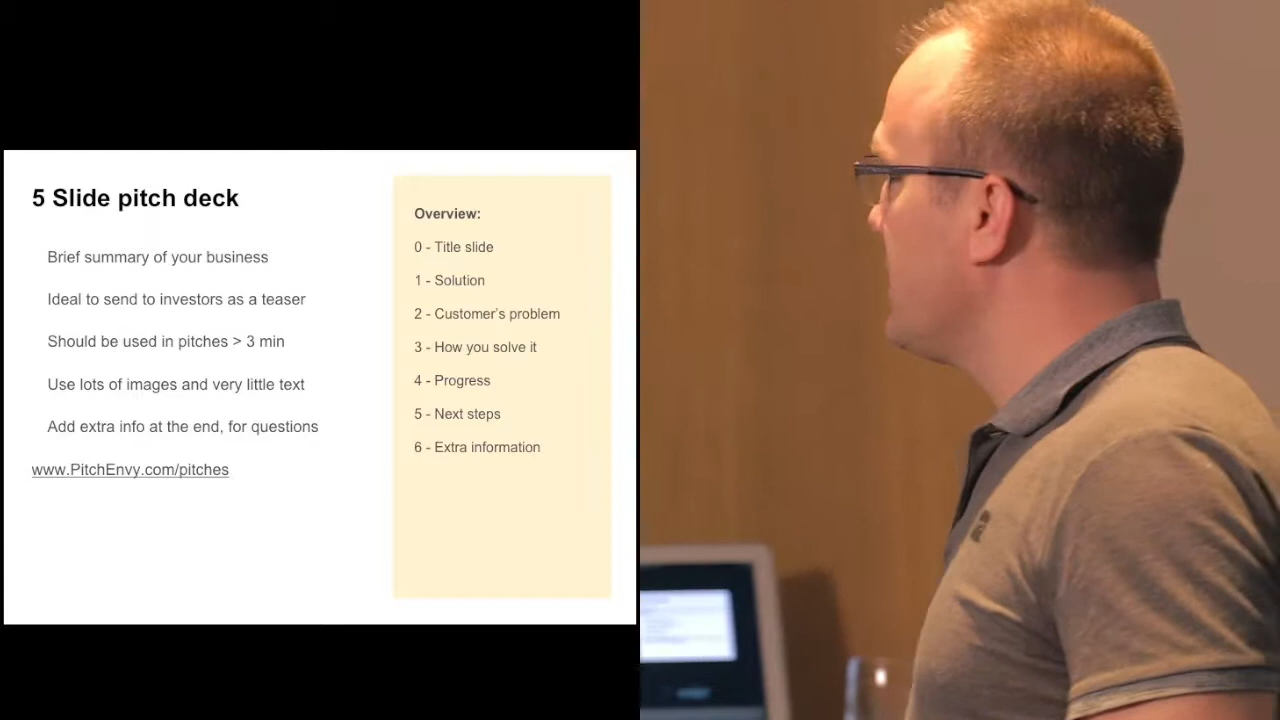 5 Slide pitch deck
Brief summary of your business
Ideal to send to investors as a teaser
Should be used in pitches > 3 min
Use lots of images and very little text
Add extra info at the end, for questions
www.PitchEnvy.com/pitches
Overview:
0 - Title slide
1 - Solution
2 - Customer's problem
3 - How you solve it
4 - Progress
5 - Next steps
6 - Extra information